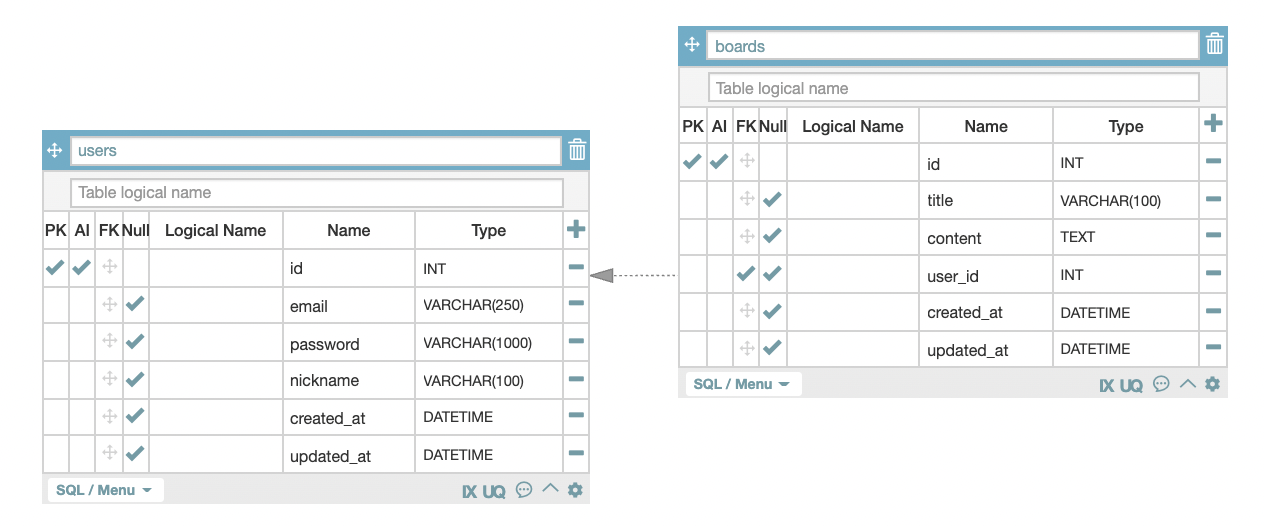 users
Table logical name
PK AI FK Null Logical Name Name Type
id INT
email VARCHAR(250)
password VARCHAR(1000)
nickname VARCHAR(100)
created_at DATETIME
updated_at DATETIME
SQL / Menu IX UQ
boards
Table logical name
PK AI FK Null Logical Name Name Type
id INT
title VARCHAR(100)
content TEXT
user_id INT
created_at DATETIME
updated_at DATETIME
SQL / Menu IX UQ